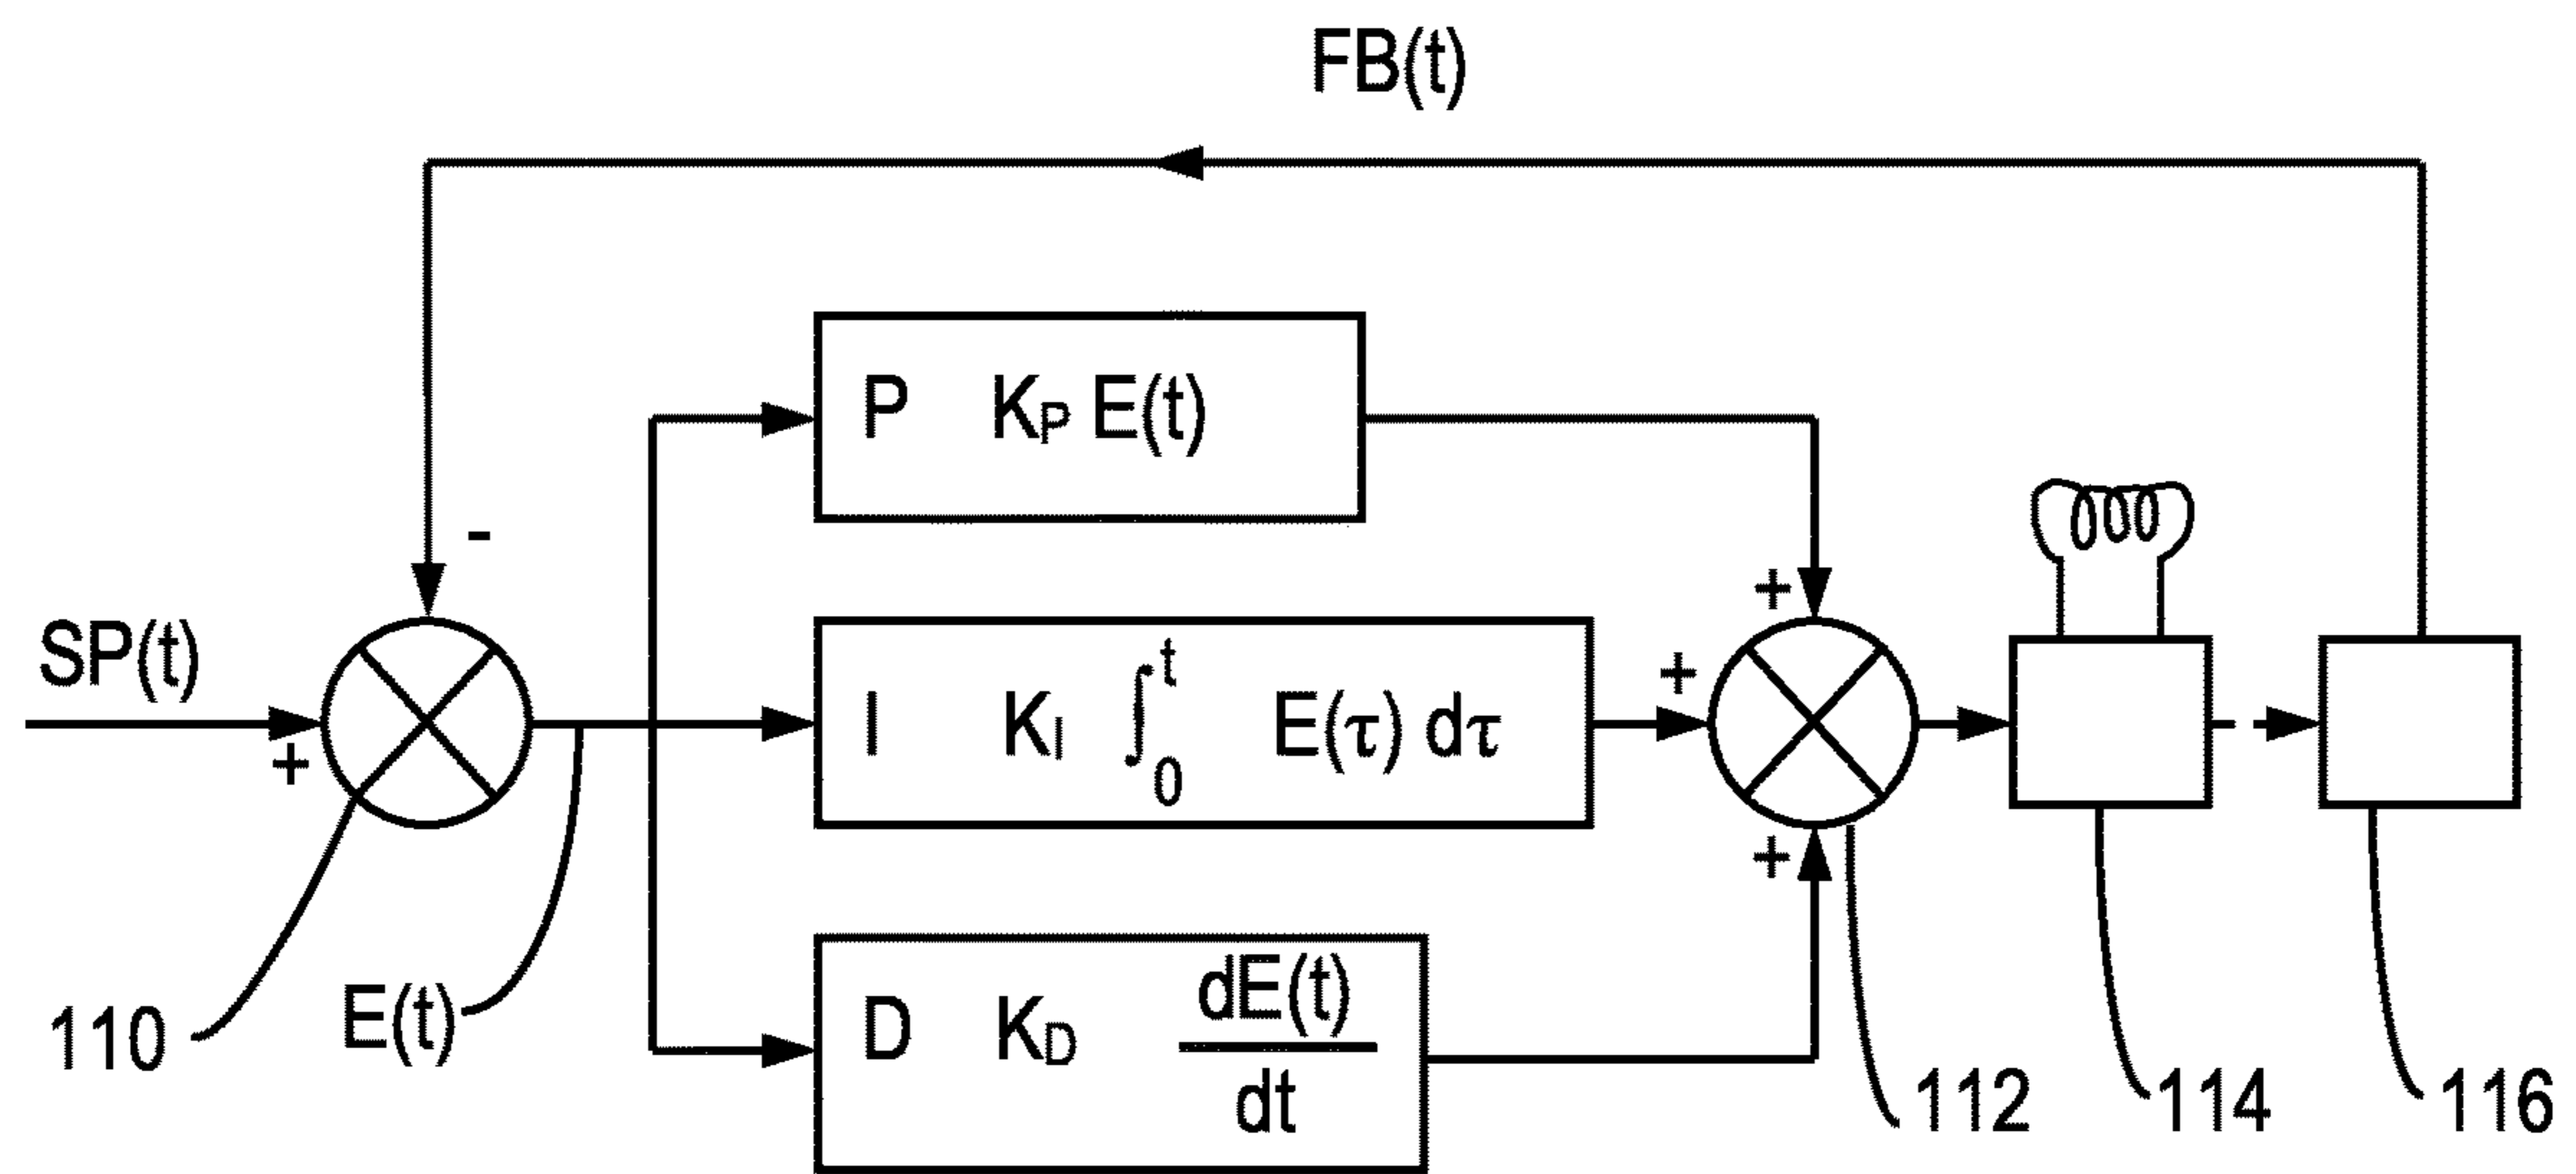 FB(t)
P K_P E(t)
-
+
SP(t)
+
+
I K_I ∫_0^t E(τ) dτ
+
D K_D dE(t)/dt
110
E(t)
112
114
116